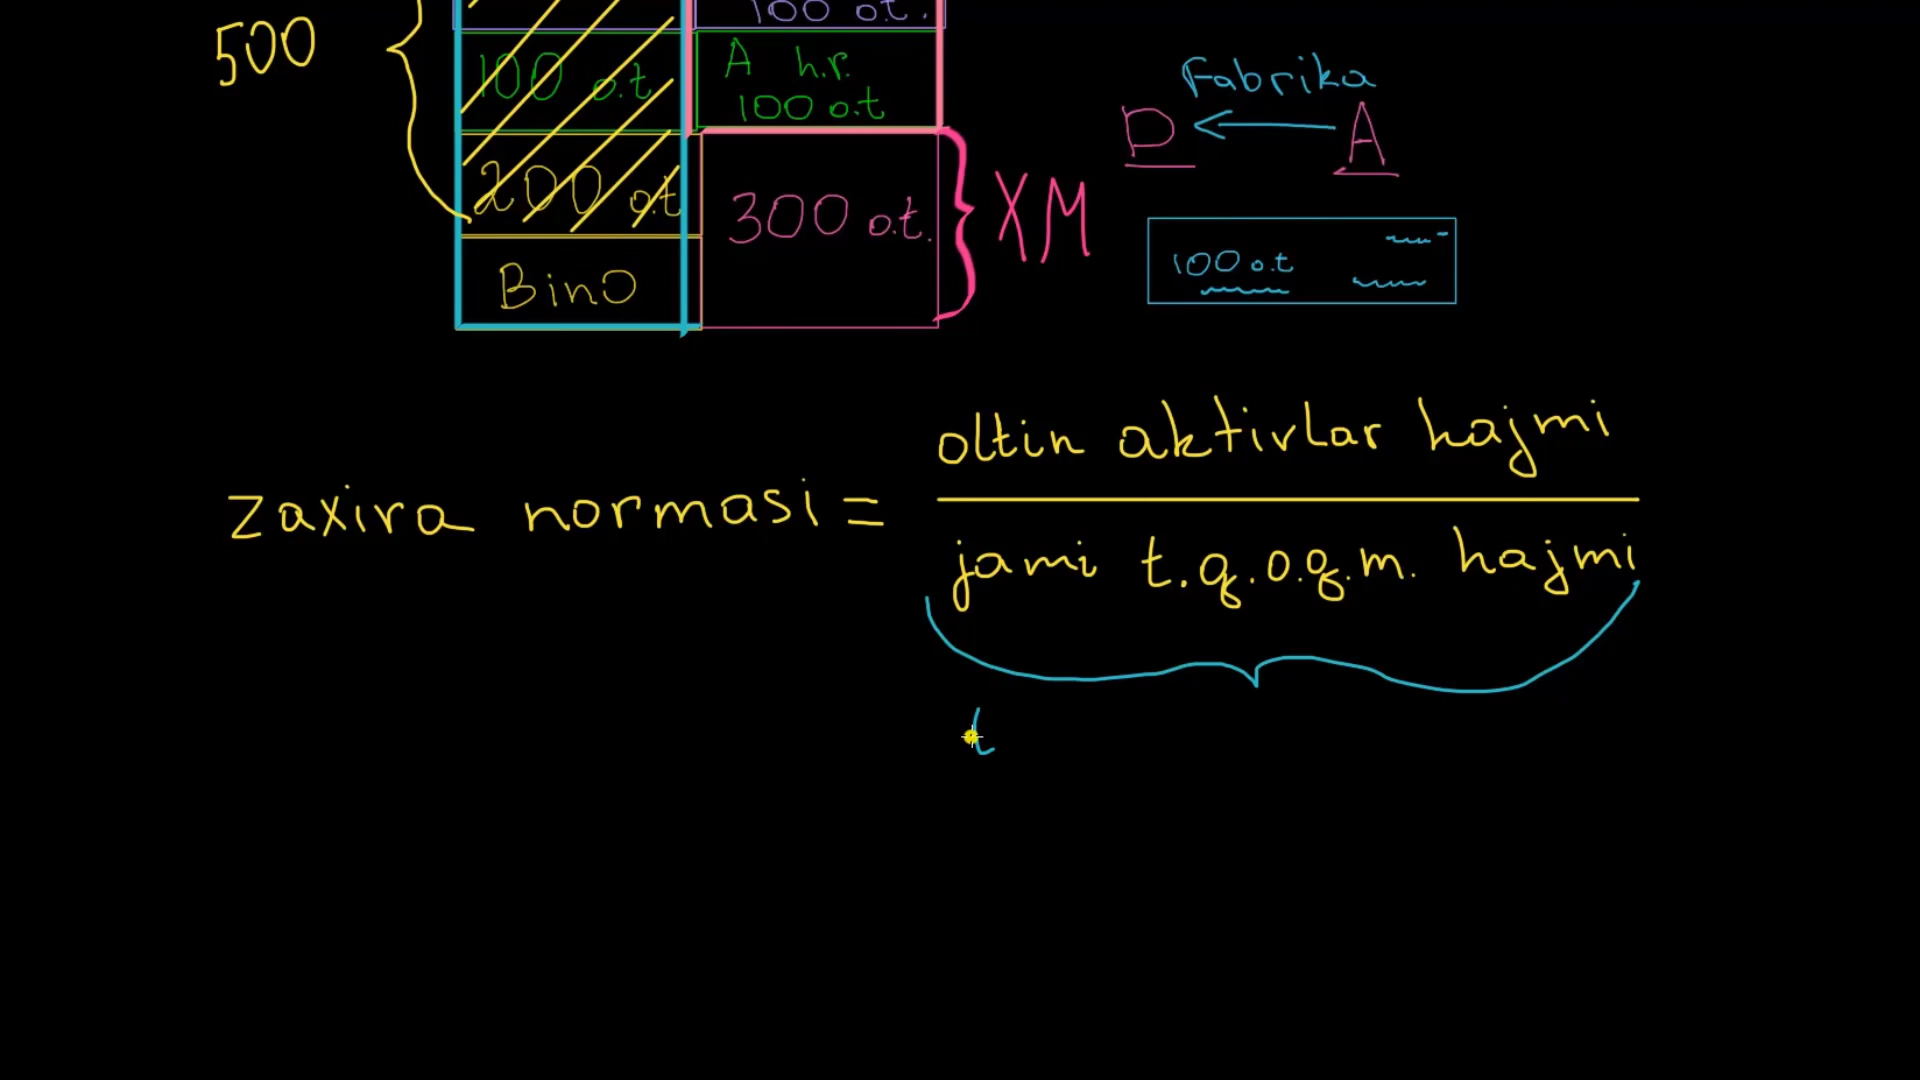 500
100 o.t.
100 o.t
A h.r.
100 o.t
200 o.t
300 o.t.
Bino
XM
Fabrika
D A
100 o.t
zaxira normasi =
oltin aktivlar hajmi
jami t.q.o.q.m. hajmi
t